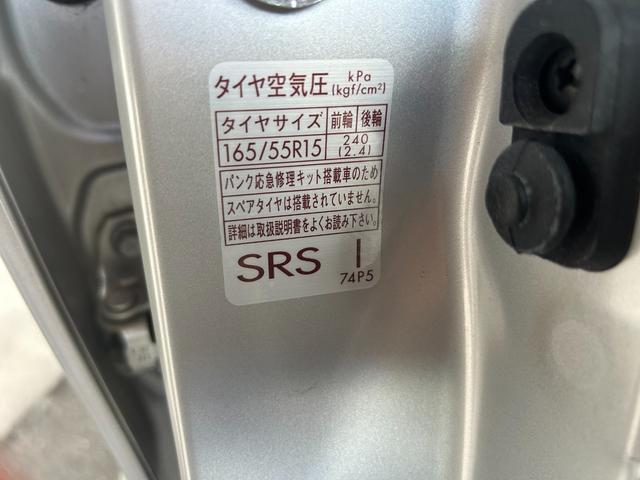 タイヤ空気圧 kPa (kgf/cm²)
タイヤサイズ 前輪 後輪
165/55R15 240 (2.4)
パンク応急修理キット搭載車のため
スペアタイヤは搭載されていません。
詳細は取扱説明書をよくお読み下さい。
SRS I
74P5